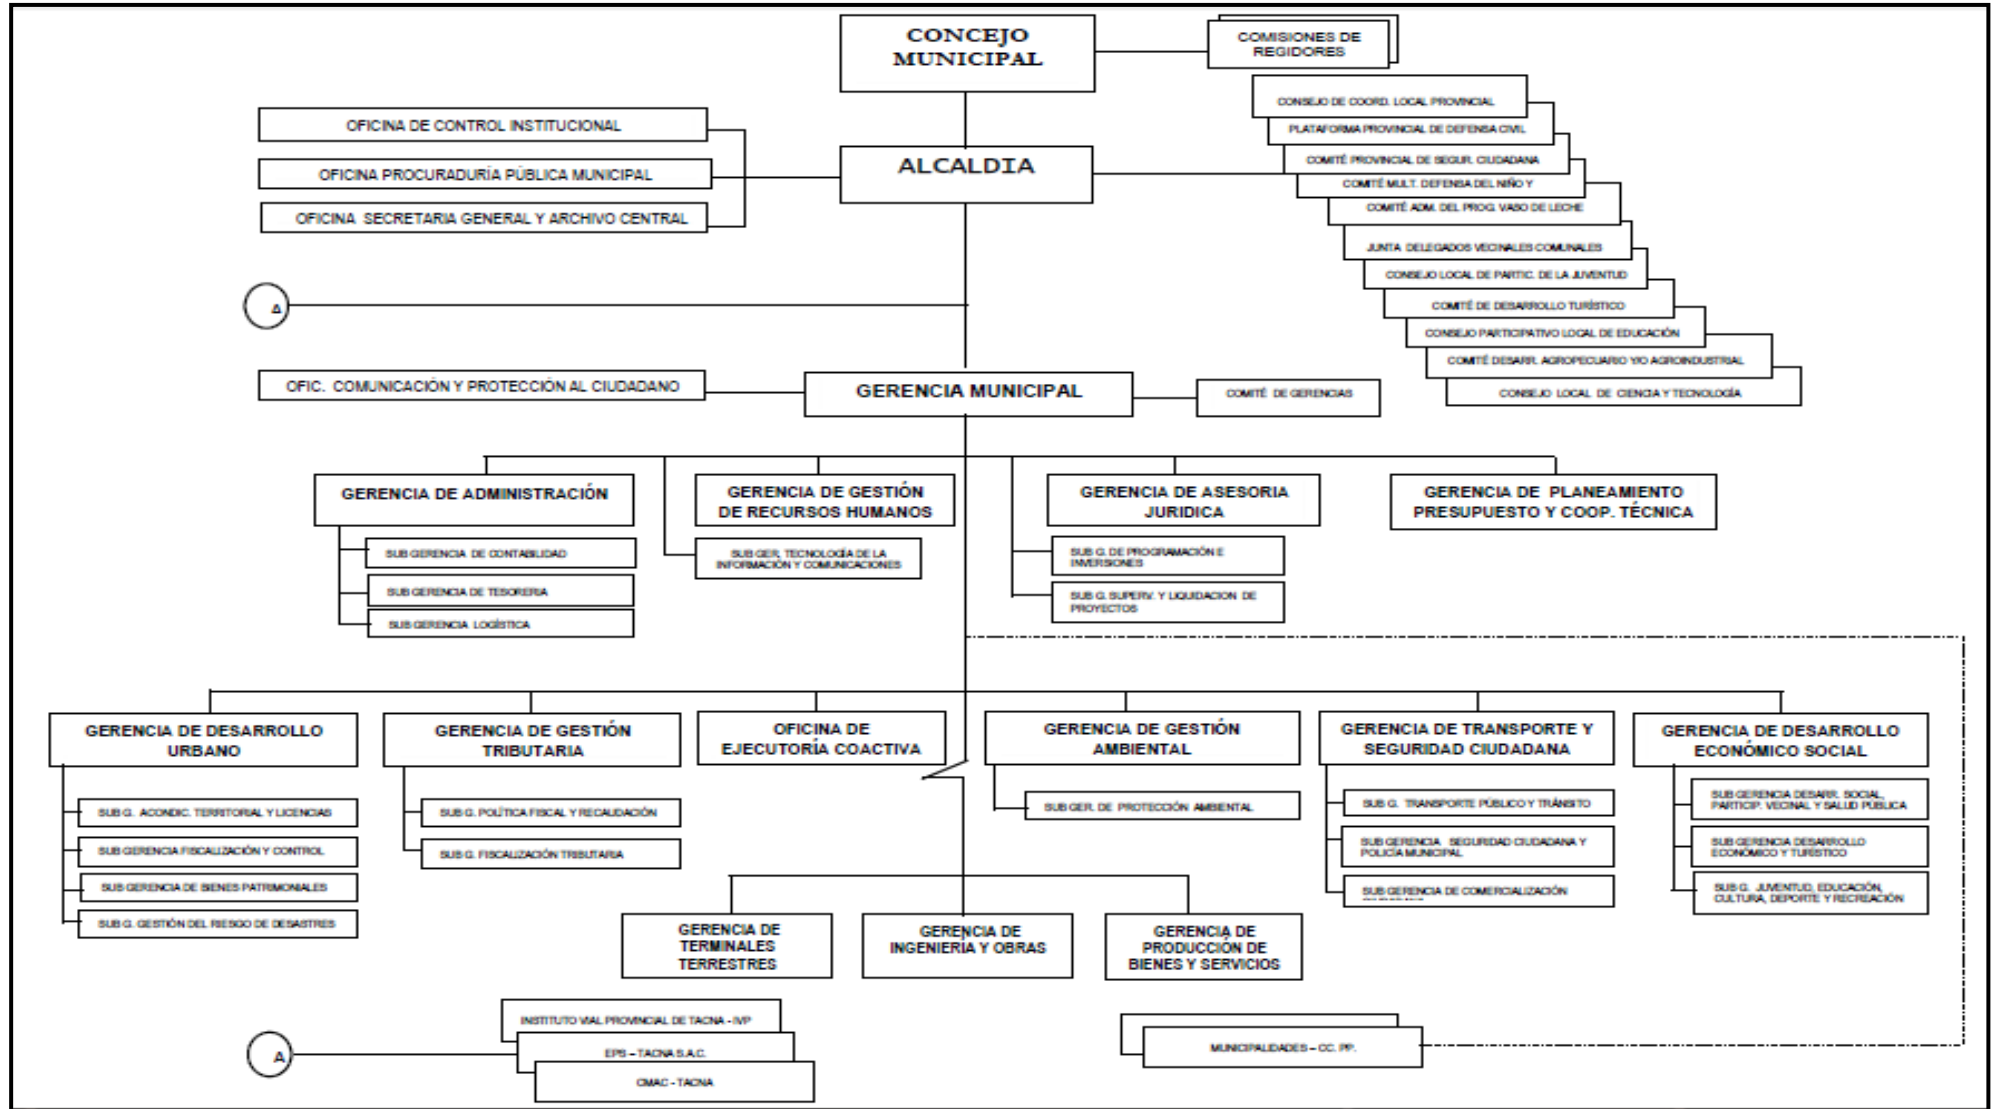 CONCEJO
MUNICIPAL
COMISIONES DE
REGIDORES
CONSEJO DE COORD. LOCAL PROVINCIAL
PLATAFORMA PROVINCIAL DE DEFENSA CIVIL
COMITÉ PROVINCIAL DE SEGUR. CIUDADANA
COMITÉ MULT. DEFENSA DEL NIÑO Y
COMITÉ ADM. DEL PROG. VASO DE LECHE
JUNTA DELEGADOS VECINALES COMUNALES
CONSEJO LOCAL DE PARTIC. DE LA JUVENTUD
COMITÉ DE DESARROLLO TURÍSTICO
CONSEJO PARTICIPATIVO LOCAL DE EDUCACIÓN
COMITÉ DESARR. AGROPECUARIO Y/O AGROINDUSTRIAL
CONSEJO LOCAL DE CIENCIA Y TECNOLOGÍA
OFICINA DE CONTROL INSTITUCIONAL
OFICINA PROCURADURÍA PÚBLICA MUNICIPAL
OFICINA SECRETARIA GENERAL Y ARCHIVO CENTRAL
ALCALDIA
A
OFIC. COMUNICACIÓN Y PROTECCIÓN AL CIUDADANO
GERENCIA MUNICIPAL
COMITÉ DE GERENCIAS
GERENCIA DE ADMINISTRACIÓN
SUB GERENCIA DE CONTABILIDAD
SUB GERENCIA DE TESORERIA
SUB GERENCIA LOGÍSTICA
GERENCIA DE GESTIÓN
DE RECURSOS HUMANOS
SUB GER. TECNOLOGÍA DE LA
INFORMACIÓN Y COMUNICACIONES
GERENCIA DE ASESORIA
JURIDICA
SUB G. DE PROGRAMACIÓN E
INVERSIONES
SUB G. SUPERV. Y LIQUIDACION DE
PROYECTOS
GERENCIA DE PLANEAMIENTO
PRESUPUESTO Y COOP. TÉCNICA
GERENCIA DE DESARROLLO
URBANO
SUB G. ACONDIC. TERRITORIAL Y LICENCIAS
SUB GERENCIA FISCALIZACIÓN Y CONTROL
SUB GERENCIA DE BIENES PATRIMONIALES
SUB G. GESTIÓN DEL RIESGO DE DESASTRES
GERENCIA DE GESTIÓN
TRIBUTARIA
SUB G. POLÍTICA FISCAL Y RECAUDACIÓN
SUB G. FISCALIZACIÓN TRIBUTARIA
OFICINA DE
EJECUTORÍA COACTIVA
GERENCIA DE GESTIÓN
AMBIENTAL
SUB GER. DE PROTECCIÓN AMBIENTAL
GERENCIA DE TRANSPORTE Y
SEGURIDAD CIUDADANA
SUB G. TRANSPORTE PÚBLICO Y TRÁNSITO
SUB GERENCIA SEGURIDAD CIUDADANA Y
POLICÍA MUNICIPAL
SUB GERENCIA DE COMERCIALIZACIÓN
GERENCIA DE DESARROLLO
ECONÓMICO SOCIAL
SUB GERENCIA DESARR. SOCIAL,
PARTICIP. VECINAL Y SALUD PÚBLICA
SUB GERENCIA DESARROLLO
ECONÓMICO Y TURÍSTICO
SUB G. JUVENTUD, EDUCACIÓN,
CULTURA, DEPORTE Y RECREACIÓN
GERENCIA DE
TERMINALES
TERRESTRES
GERENCIA DE
INGENIERÍA Y OBRAS
GERENCIA DE
PRODUCCIÓN DE
BIENES Y SERVICIOS
A
INSTITUTO VIAL PROVINCIAL DE TACNA - IVP
EPS – TACNA S.A.C.
CMAC - TACNA
MUNICIPALIDADES – CC. PP.